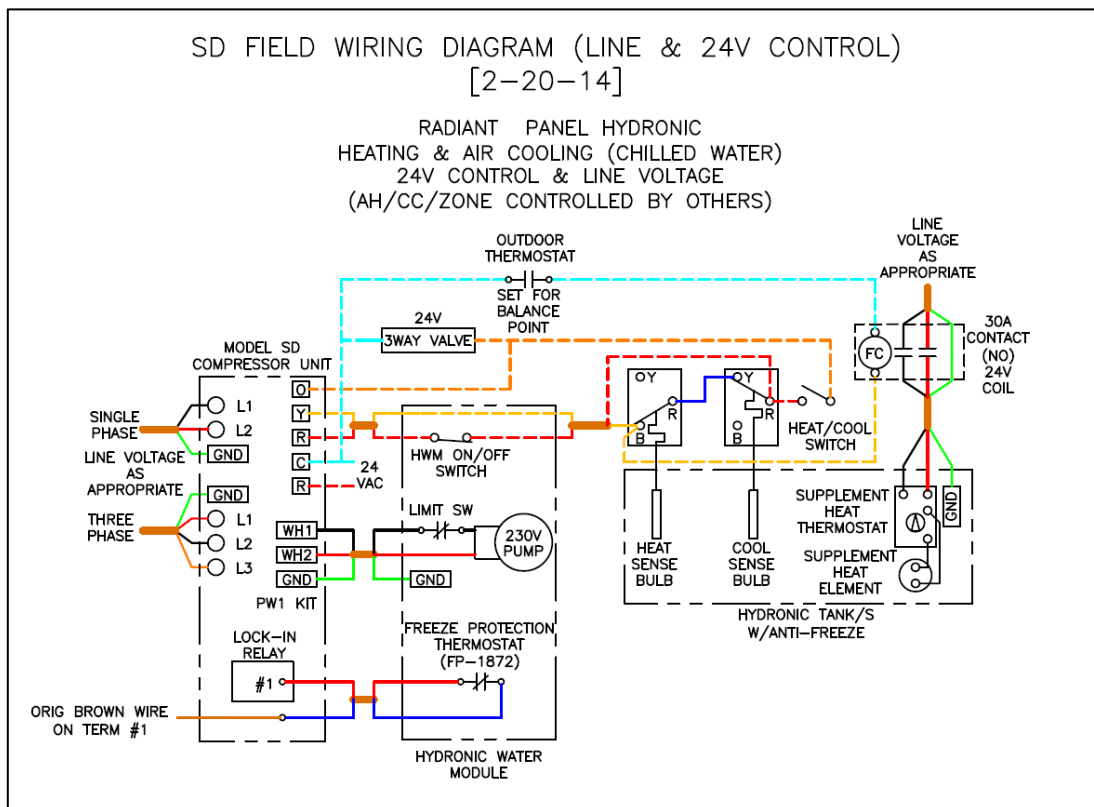 SD FIELD WIRING DIAGRAM (LINE & 24V CONTROL)
[2-20-14]
RADIANT PANEL HYDRONIC
HEATING & AIR COOLING (CHILLED WATER)
24V CONTROL & LINE VOLTAGE
(AH/CC/ZONE CONTROLLED BY OTHERS)
LINE
VOLTAGE
AS
APPROPRIATE
OUTDOOR
THERMOSTAT
SET FOR
BALANCE
POINT
24V
3WAY VALVE
FC
30A
CONTACT
(NO)
24V
COIL
MODEL SD
COMPRESSOR UNIT
O
Y
R
C
R
24
VAC
SINGLE
PHASE
L1
L2
GND
LINE VOLTAGE
AS
APPROPRIATE
THREE
PHASE
GND
L1
L2
L3
WH1
WH2
GND
PW1 KIT
LOCK-IN
RELAY
#1
ORIG BROWN WIRE
ON TERM #1
HWM ON/OFF
SWITCH
LIMIT SW
230V
PUMP
GND
FREEZE PROTECTION
THERMOSTAT
(FP-1872)
HYDRONIC WATER
MODULE
Y
R
B
Y
R
B
HEAT/COOL
SWITCH
HEAT
SENSE
BULB
COOL
SENSE
BULB
SUPPLEMENT
HEAT
THERMOSTAT
GND
SUPPLEMENT
HEAT
ELEMENT
HYDRONIC TANK/S
W/ANTI-FREEZE